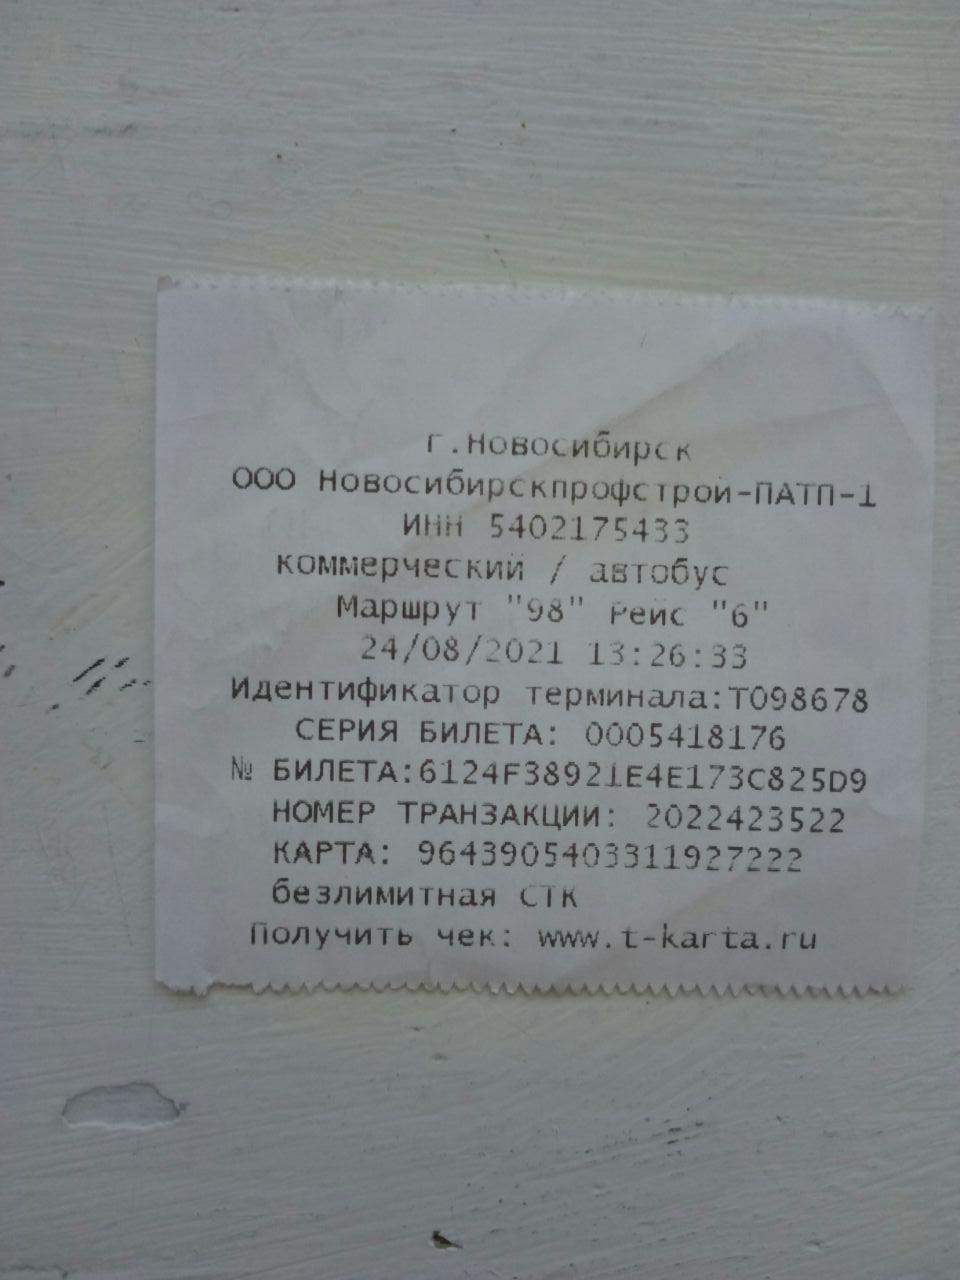 г.Новосибирск
ООО Новосибирскпрофстрой-ПАТП-1
ИНН 5402175433
коммерческий / автобус
Маршрут "98" Рейс "6"
24/08/2021 13:26:33
Идентификатор терминала:T098678
СЕРИЯ БИЛЕТА: 0005418176
№ БИЛЕТА:6124F38921E4E173C825D9
НОМЕР ТРАНЗАКЦИИ: 2022423522
КАРТА: 9643905403311927222
безлимитная СТК
Получить чек: www.t-karta.ru